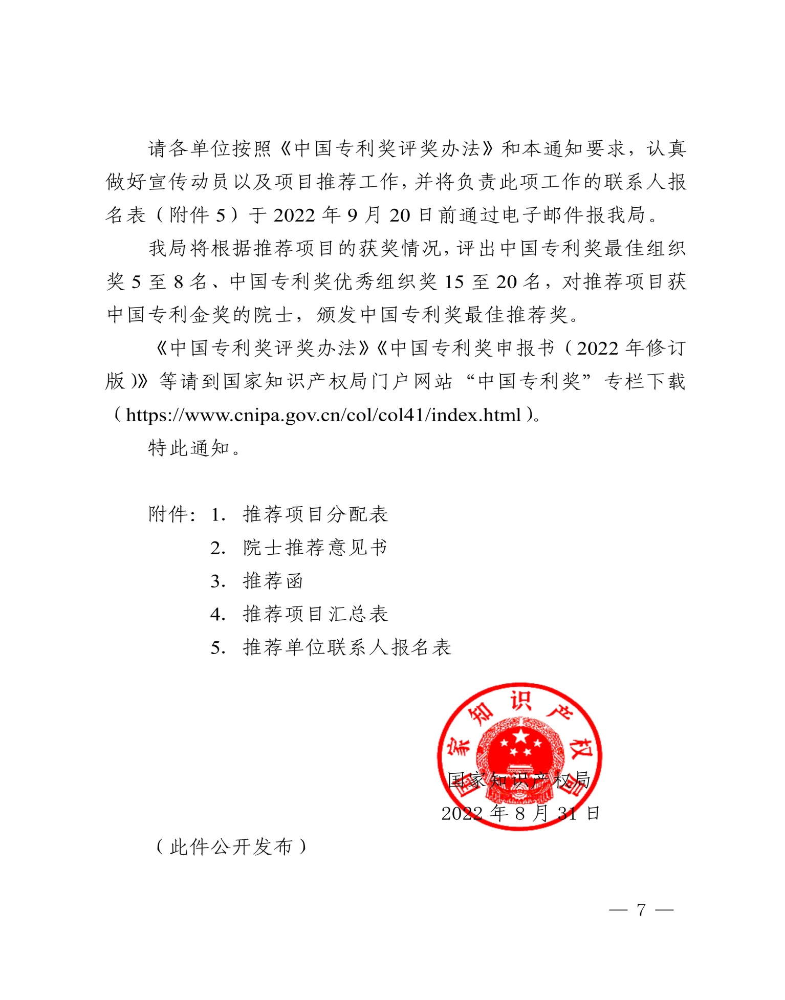 请各单位按照《中国专利奖评奖办法》和本通知要求，认真
做好宣传动员以及项目推荐工作，并将负责此项工作的联系人报
名表（附件 5）于 2022 年 9 月 20 日前通过电子邮件报我局。
我局将根据推荐项目的获奖情况，评出中国专利奖最佳组织
奖 5 至 8 名、中国专利奖优秀组织奖 15 至 20 名，对推荐项目获
中国专利金奖的院士，颁发中国专利奖最佳推荐奖。
《中国专利奖评奖办法》《中国专利奖申报书（2022 年修订
版）》等请到国家知识产权局门户网站“中国专利奖”专栏下载
（https://www.cnipa.gov.cn/col/col41/index.html）。
特此通知。
附件：1. 推荐项目分配表
2. 院士推荐意见书
3. 推荐函
4. 推荐项目汇总表
5. 推荐单位联系人报名表
国家知识产权局
国家知识产权局
2022 年 8 月 31 日
（此件公开发布）
— 7 —